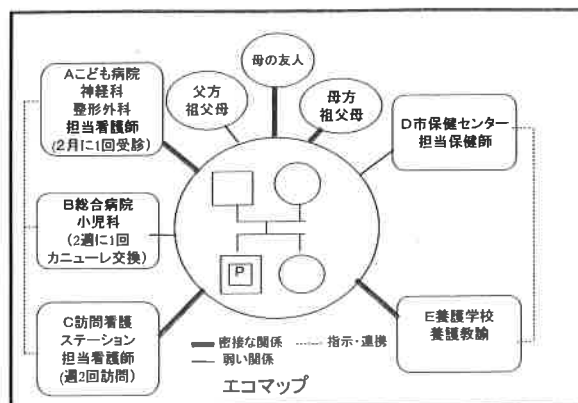 Aこども病院
神経科
整形外科
担当看護師
(2月に1回受診)
父方
祖父母
母の友人
母方
祖父母
D市保健センター
担当保健師
B総合病院
小児科
(2週に1回
カニューレ交換)
P
C訪問看護
ステーション
担当看護師
(週2回訪問)
E養護学校
養護教諭
密接な関係
指示・連携
弱い関係
エコマップ